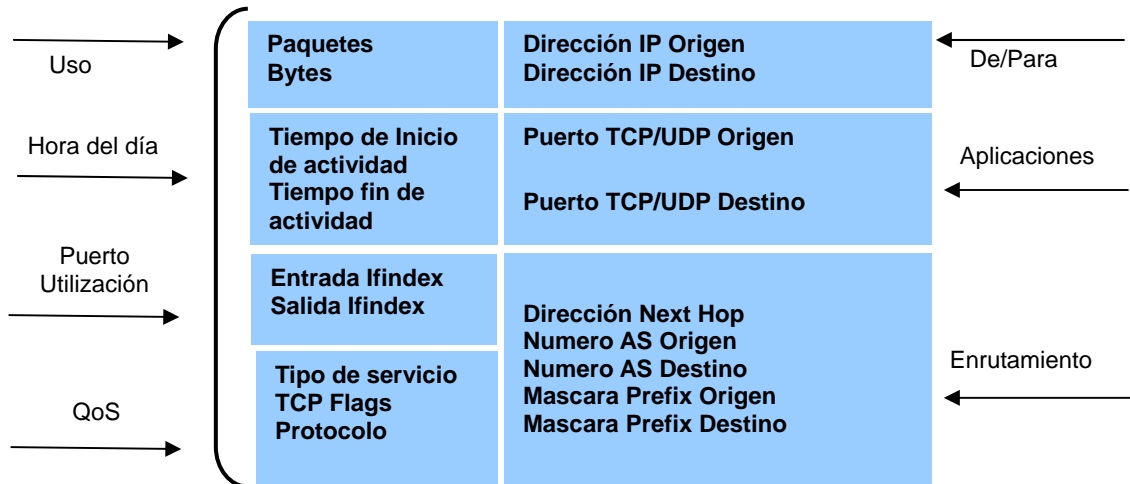 Uso
Paquetes
Bytes
Dirección IP Origen
Dirección IP Destino
De/Para
Hora del día
Tiempo de Inicio
de actividad
Tiempo fin de
actividad
Puerto TCP/UDP Origen
Puerto TCP/UDP Destino
Aplicaciones
Puerto
Utilización
Entrada Ifindex
Salida Ifindex
Dirección Next Hop
Numero AS Origen
Numero AS Destino
Mascara Prefix Origen
Mascara Prefix Destino
Enrutamiento
QoS
Tipo de servicio
TCP Flags
Protocolo